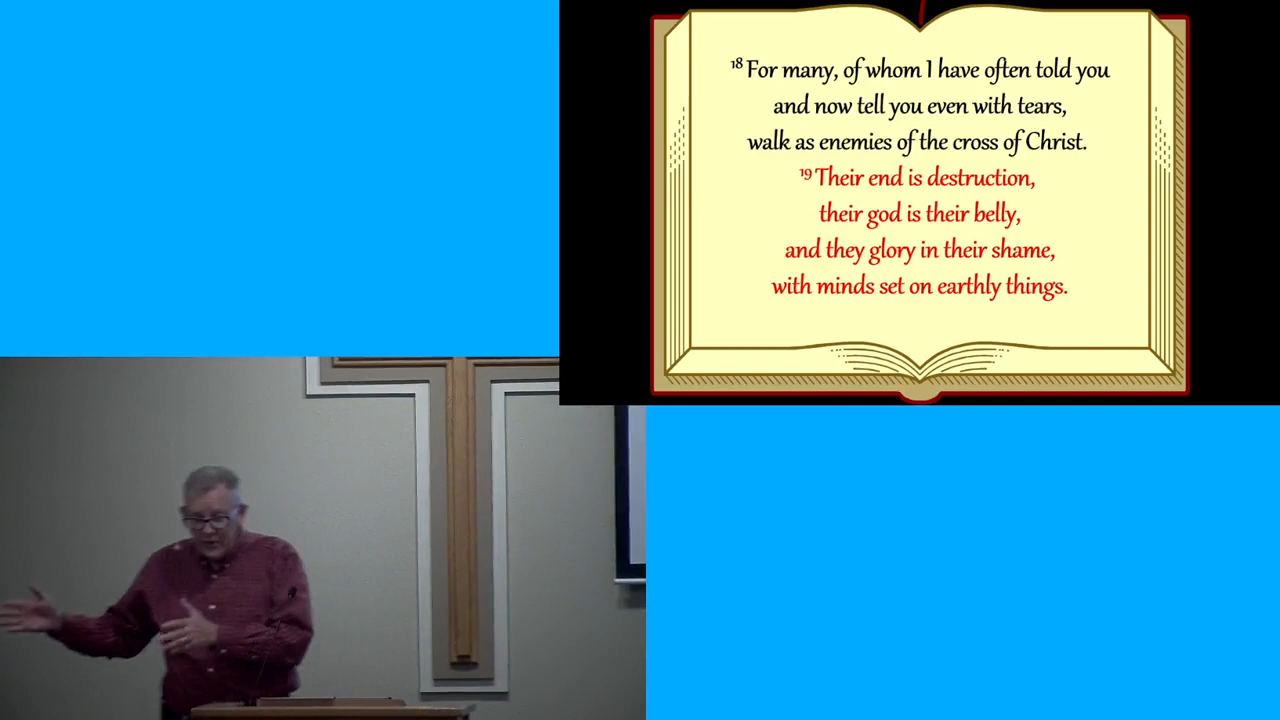 18 For many, of whom I have often told you
and now tell you even with tears,
walk as enemies of the cross of Christ.
19 Their end is destruction,
their god is their belly,
and they glory in their shame,
with minds set on earthly things.